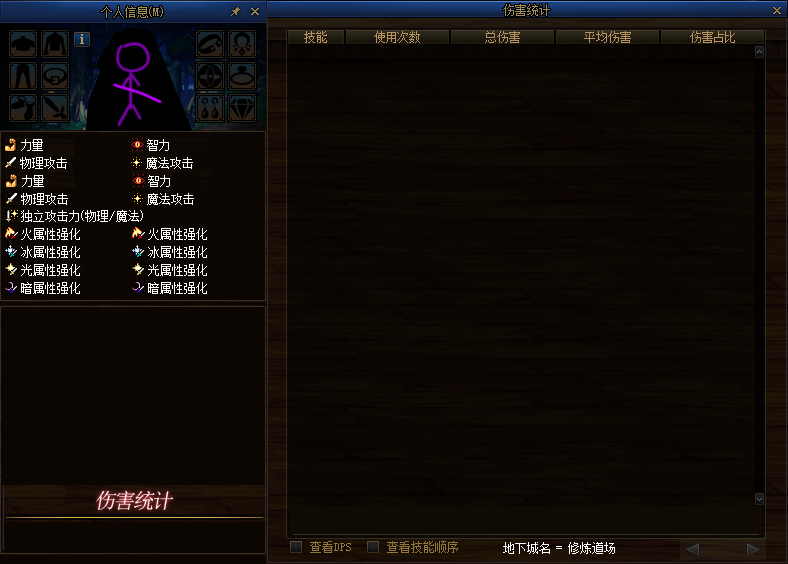 个人信息(M)
伤害统计
技能 使用次数 总伤害 平均伤害 伤害占比
i
力量 智力
物理攻击 魔法攻击
力量 智力
物理攻击 魔法攻击
独立攻击力(物理/魔法)
火属性强化 火属性强化
冰属性强化 冰属性强化
光属性强化 光属性强化
暗属性强化 暗属性强化
伤害统计
查看DPS 查看技能顺序 地下城名 = 修炼道场